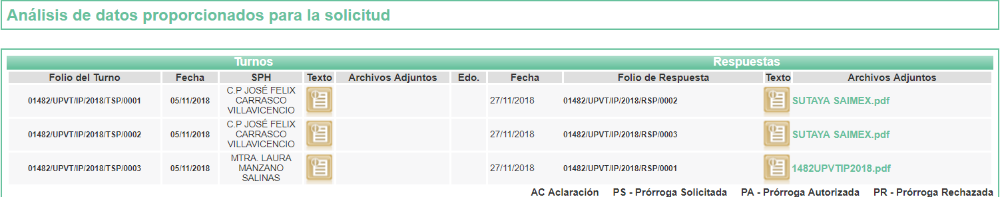 Análisis de datos proporcionados para la solicitud
Turnos Respuestas
Folio del Turno Fecha SPH Texto Archivos Adjuntos Edo. Fecha Folio de Respuesta Texto Archivos Adjuntos
01482/UPVT/IP/2018/TSP/0001 05/11/2018 C.P JOSÉ FELIX
CARRASCO
VILLAVICENCIO 27/11/2018 01482/UPVT/IP/2018/RSP/0002 SUTAYA SAIMEX.pdf
01482/UPVT/IP/2018/TSP/0002 05/11/2018 C.P JOSÉ FELIX
CARRASCO
VILLAVICENCIO 27/11/2018 01482/UPVT/IP/2018/RSP/0003 SUTAYA SAIMEX.pdf
01482/UPVT/IP/2018/TSP/0003 05/11/2018 MTRA. LAURA
MANZANO
SALINAS 27/11/2018 01482/UPVT/IP/2018/RSP/0001 1482UPVTIP2018.pdf
AC Aclaración PS - Prórroga Solicitada PA - Prórroga Autorizada PR - Prórroga Rechazada